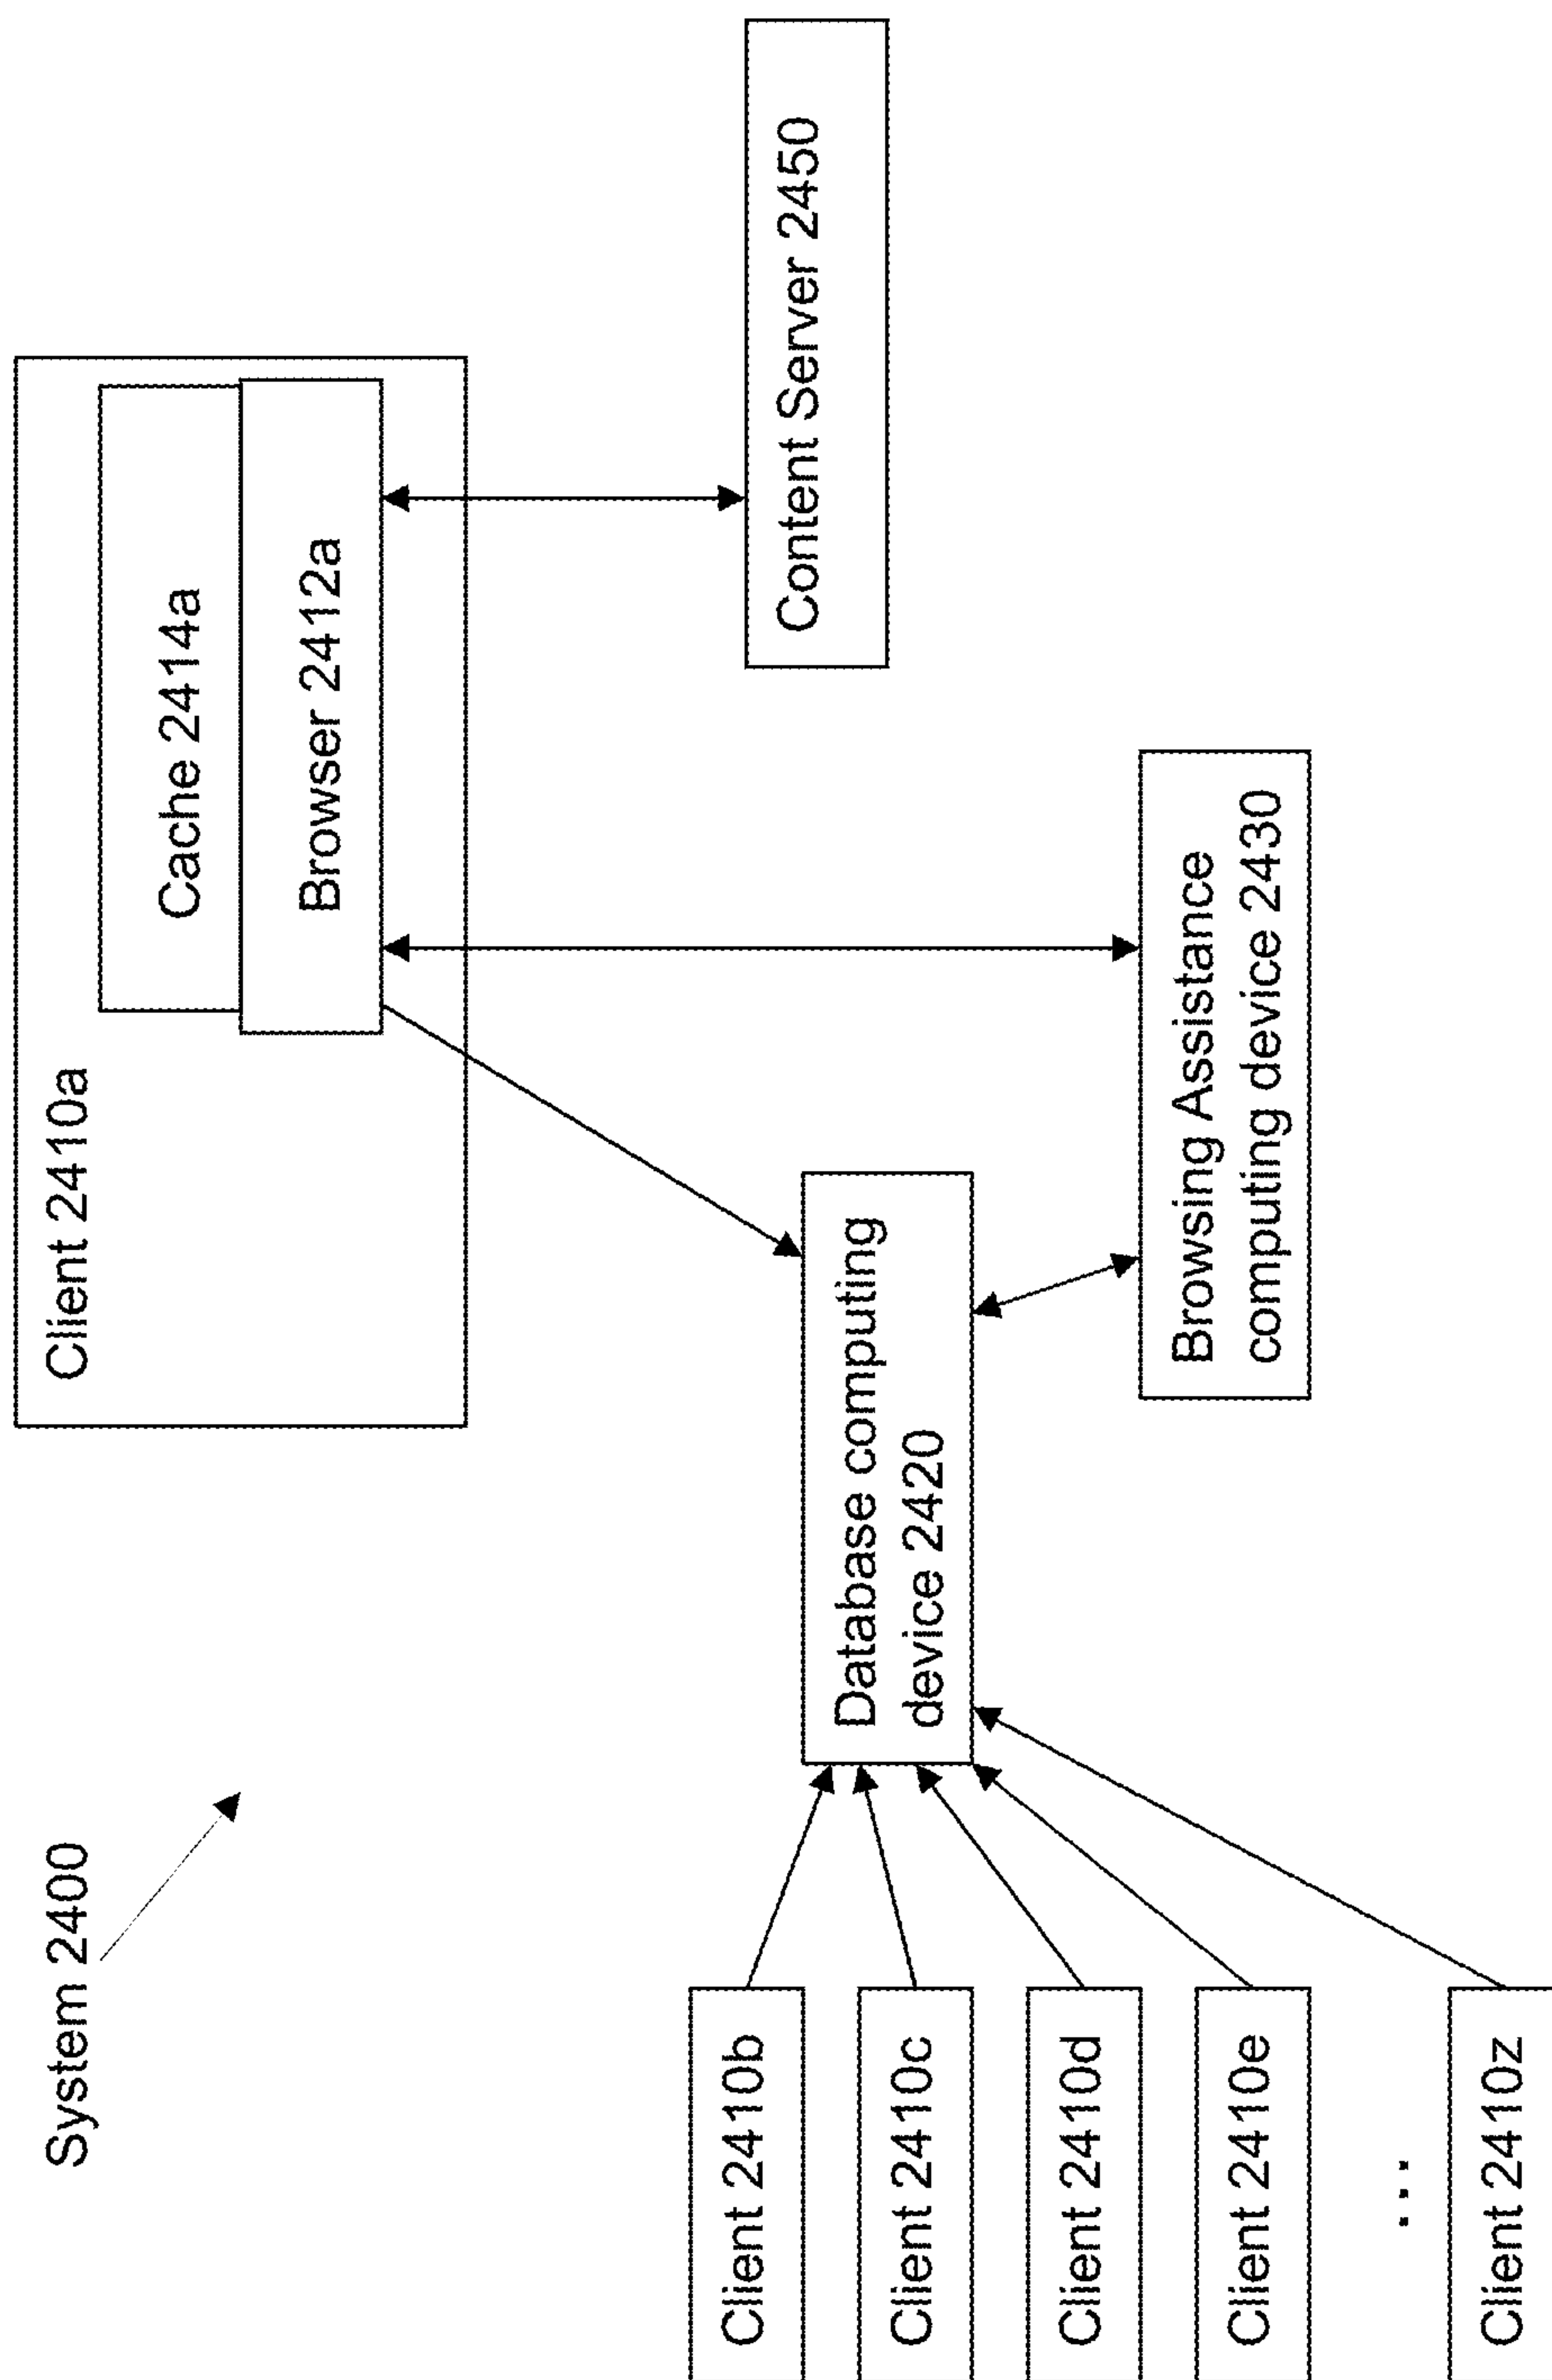 System 2400
Client 2410a
Cache 2414a
Browser 2412a
Client 2410b
Client 2410c
Client 2410d
Client 2410e
...
Client 2410z
Database computing
device 2420
Browsing Assistance
computing device 2430
Content Server 2450